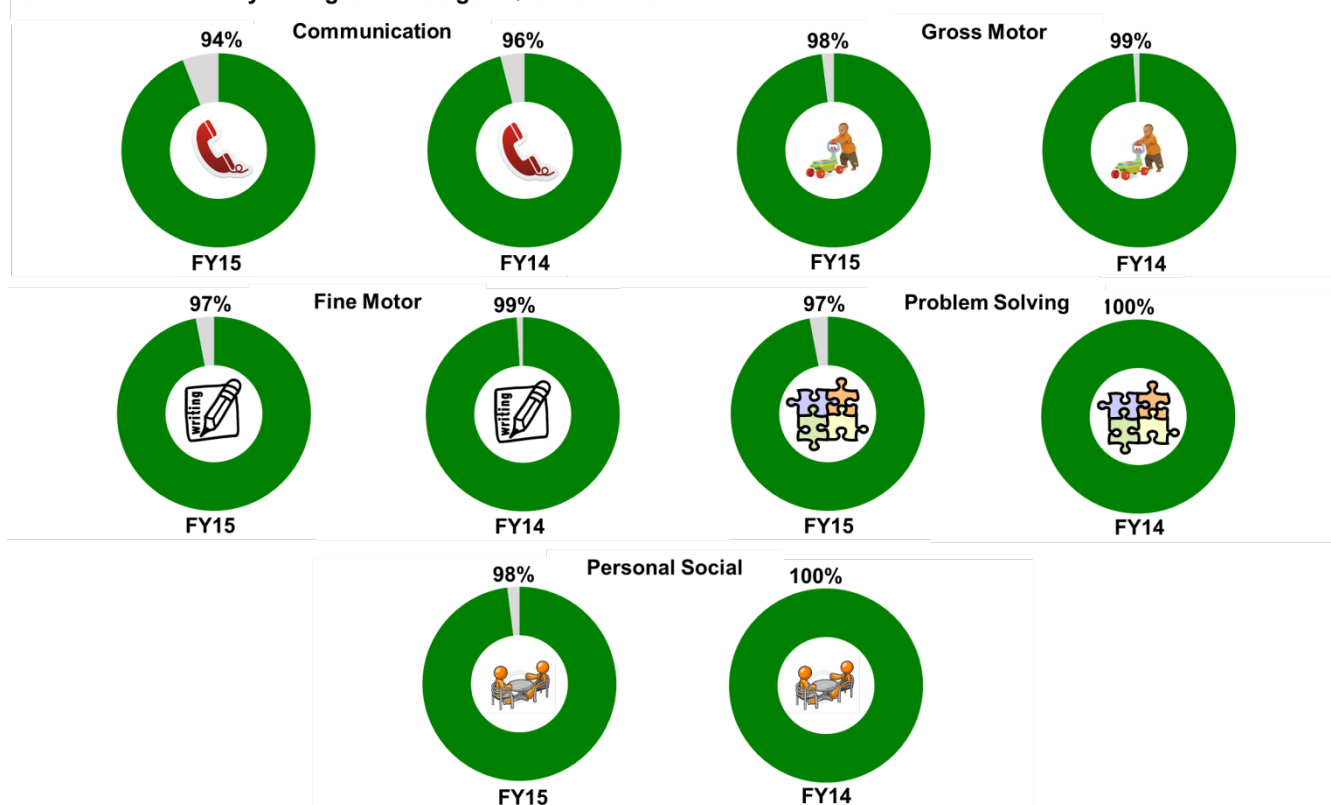 Communication
Gross Motor
94%
96%
98%
99%
FY15
FY14
FY15
FY14
Fine Motor
Problem Solving
97%
99%
97%
100%
writing
writing
FY15
FY14
FY15
FY14
Personal Social
98%
100%
FY15
FY14